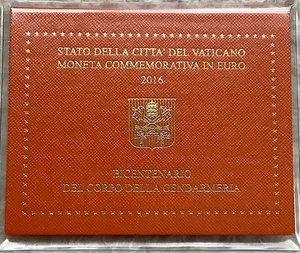 STATO DELLA CITTA' DEL VATICANO
MONETA COMMEMORATIVA IN EURO
2016
BICENTENARIO
DEL CORPO DELLA GENDARMERIA